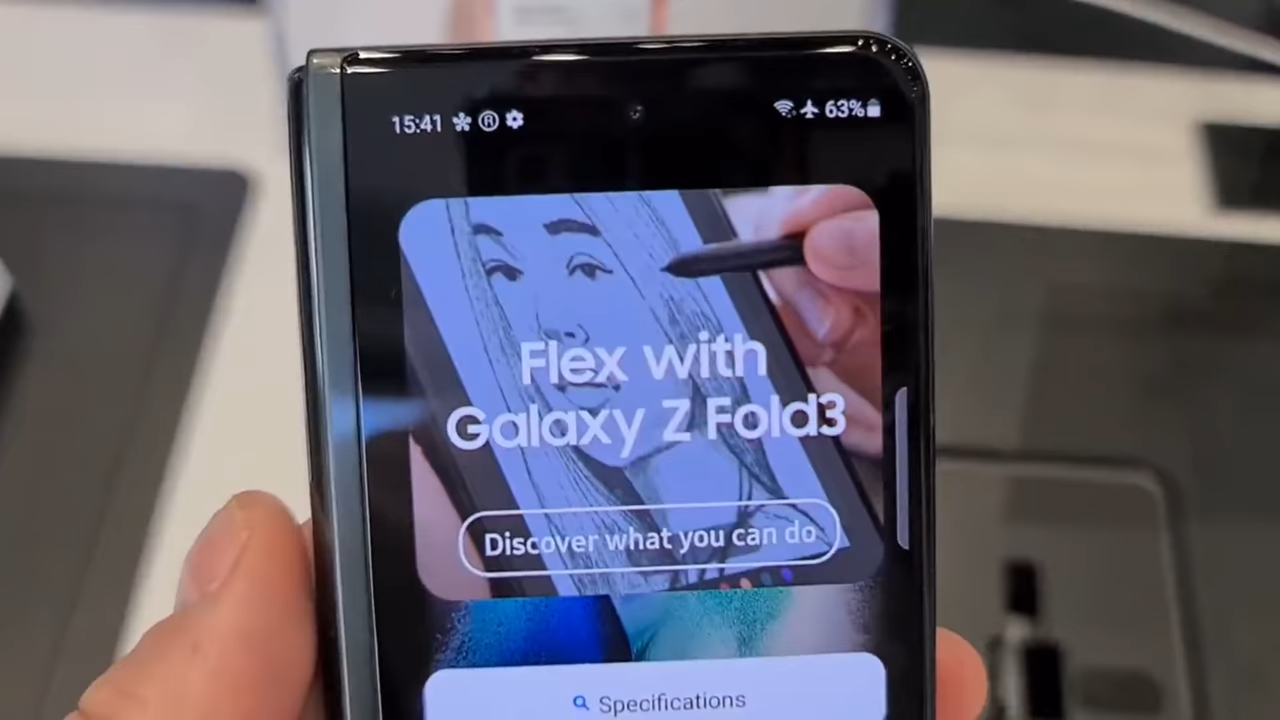 15:41 ® 63%
Flex with
Galaxy Z Fold3
Discover what you can do
Specifications